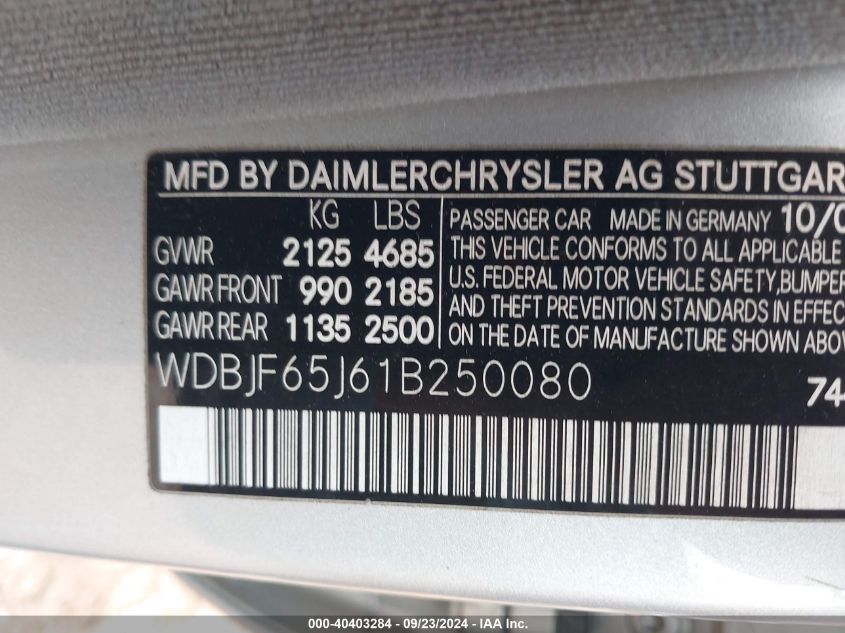 MFD BY DAIMLERCHRYSLER AG STUTTGAR
KG LBS
GVWR 2125 4685
GAWR FRONT 990 2185
GAWR REAR 1135 2500
PASSENGER CAR MADE IN GERMANY 10/0
THIS VEHICLE CONFORMS TO ALL APPLICABLE
U.S. FEDERAL MOTOR VEHICLE SAFETY,BUMPER
AND THEFT PREVENTION STANDARDS IN EFFEC
ON THE DATE OF MANUFACTURE SHOWN ABOV
WDBJF65J61B250080
74
000-40403284 - 09/23/2024 - IAA Inc.